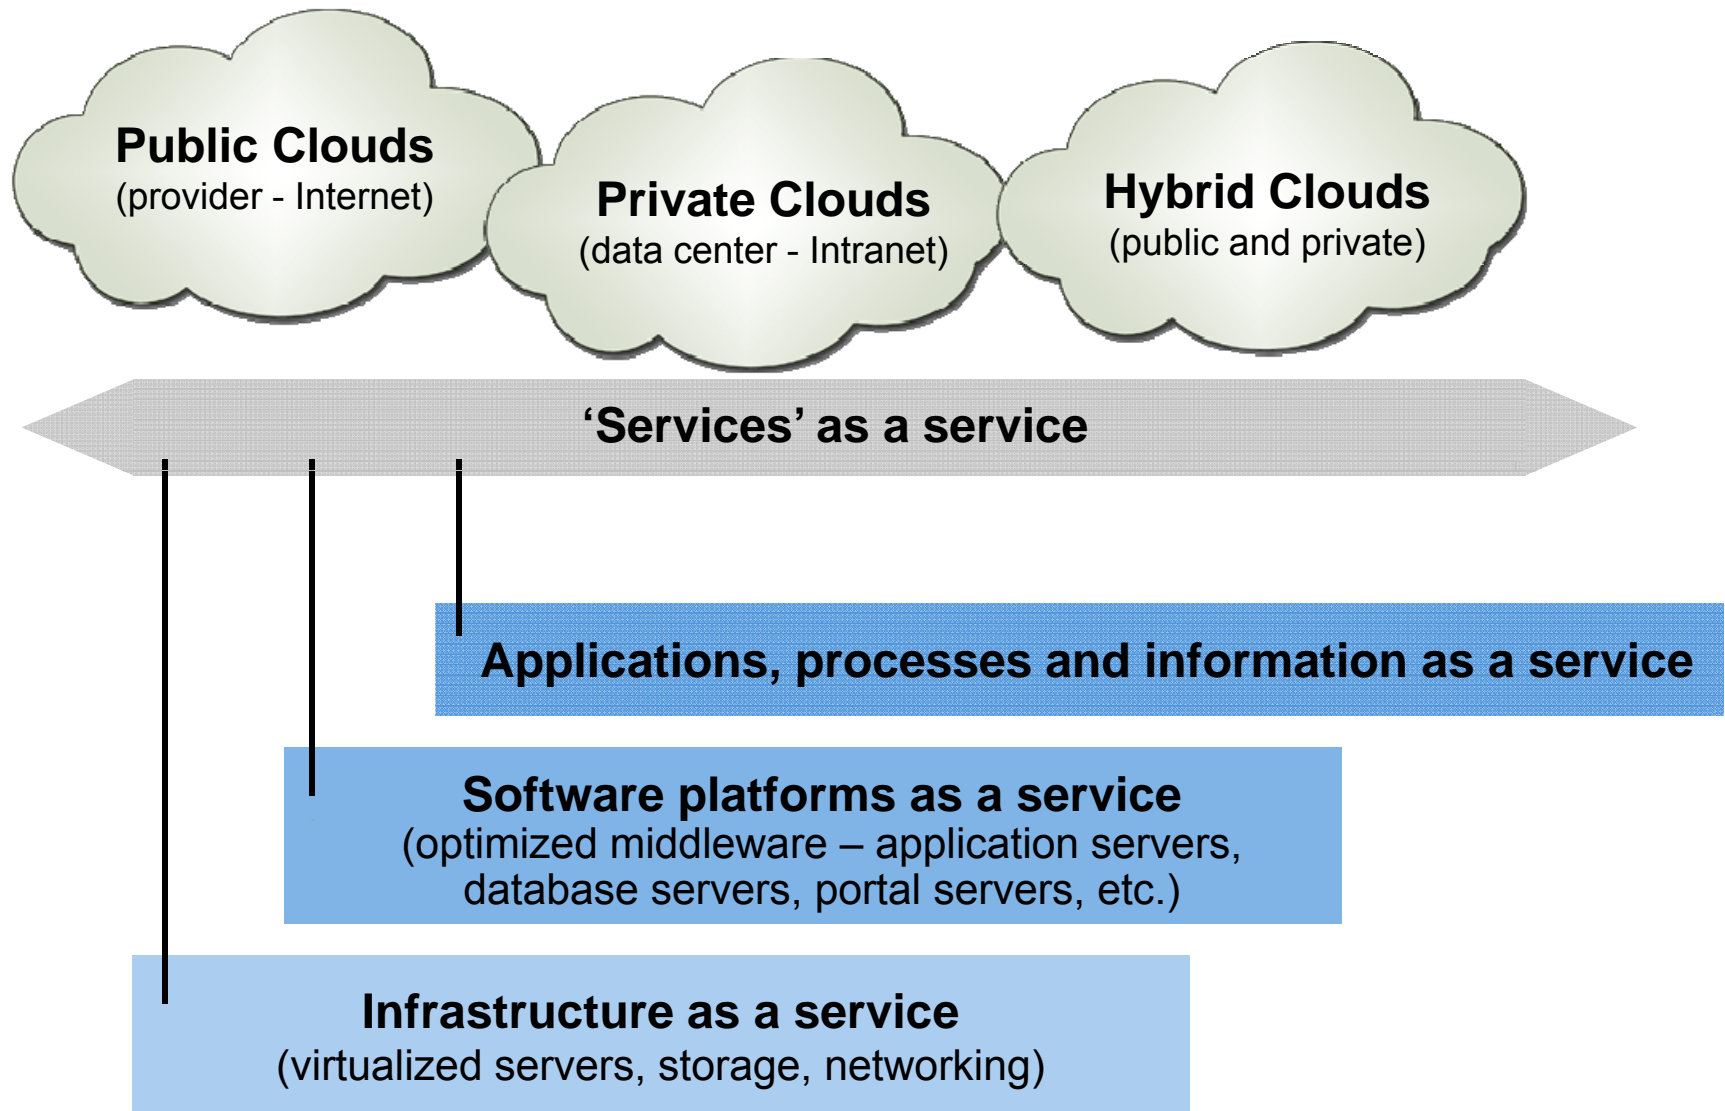 Public Clouds
(provider - Internet)
Private Clouds
(data center - Intranet)
Hybrid Clouds
(public and private)
‘Services’ as a service
Applications, processes and information as a service
Software platforms as a service
(optimized middleware – application servers,
database servers, portal servers, etc.)
Infrastructure as a service
(virtualized servers, storage, networking)